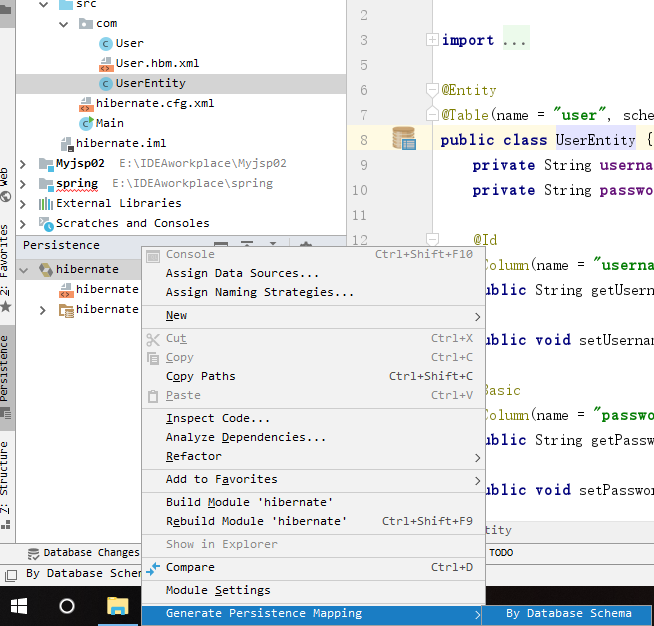 src
com
User
User.hbm.xml
UserEntity
hibernate.cfg.xml
Main
hibernate.iml
Myjsp02 E:\IDEAworkplace\Myjsp02
spring E:\IDEAworkplace\spring
External Libraries
Scratches and Consoles
Persistence
hibernate
hibernate
hibernate
Web
2: Favorites
Persistence
7: Structure
Console Ctrl+Shift+F10
Assign Data Sources...
Assign Naming Strategies...
New
Cut Ctrl+X
Copy Ctrl+C
Copy Paths Ctrl+Shift+C
Paste Ctrl+V
Inspect Code...
Analyze Dependencies...
Refactor
Add to Favorites
Build Module 'hibernate'
Rebuild Module 'hibernate' Ctrl+Shift+F9
Show in Explorer
Compare Ctrl+D
Module Settings
Generate Persistence Mapping
By Database Schema
2
3 import ...
5
6 @Entity
7 @Table(name = "user", sche
8 public class UserEntity {
9 private String userna
10 private String passwo
11
12 @Id
Column(name = "userna
ublic String getUsern
ublic void setUsernam
Basic
Column(name = "passwo
ublic String getPassw
ublic void setPasswor
tity
Database Changes
TODO
By Database Schem